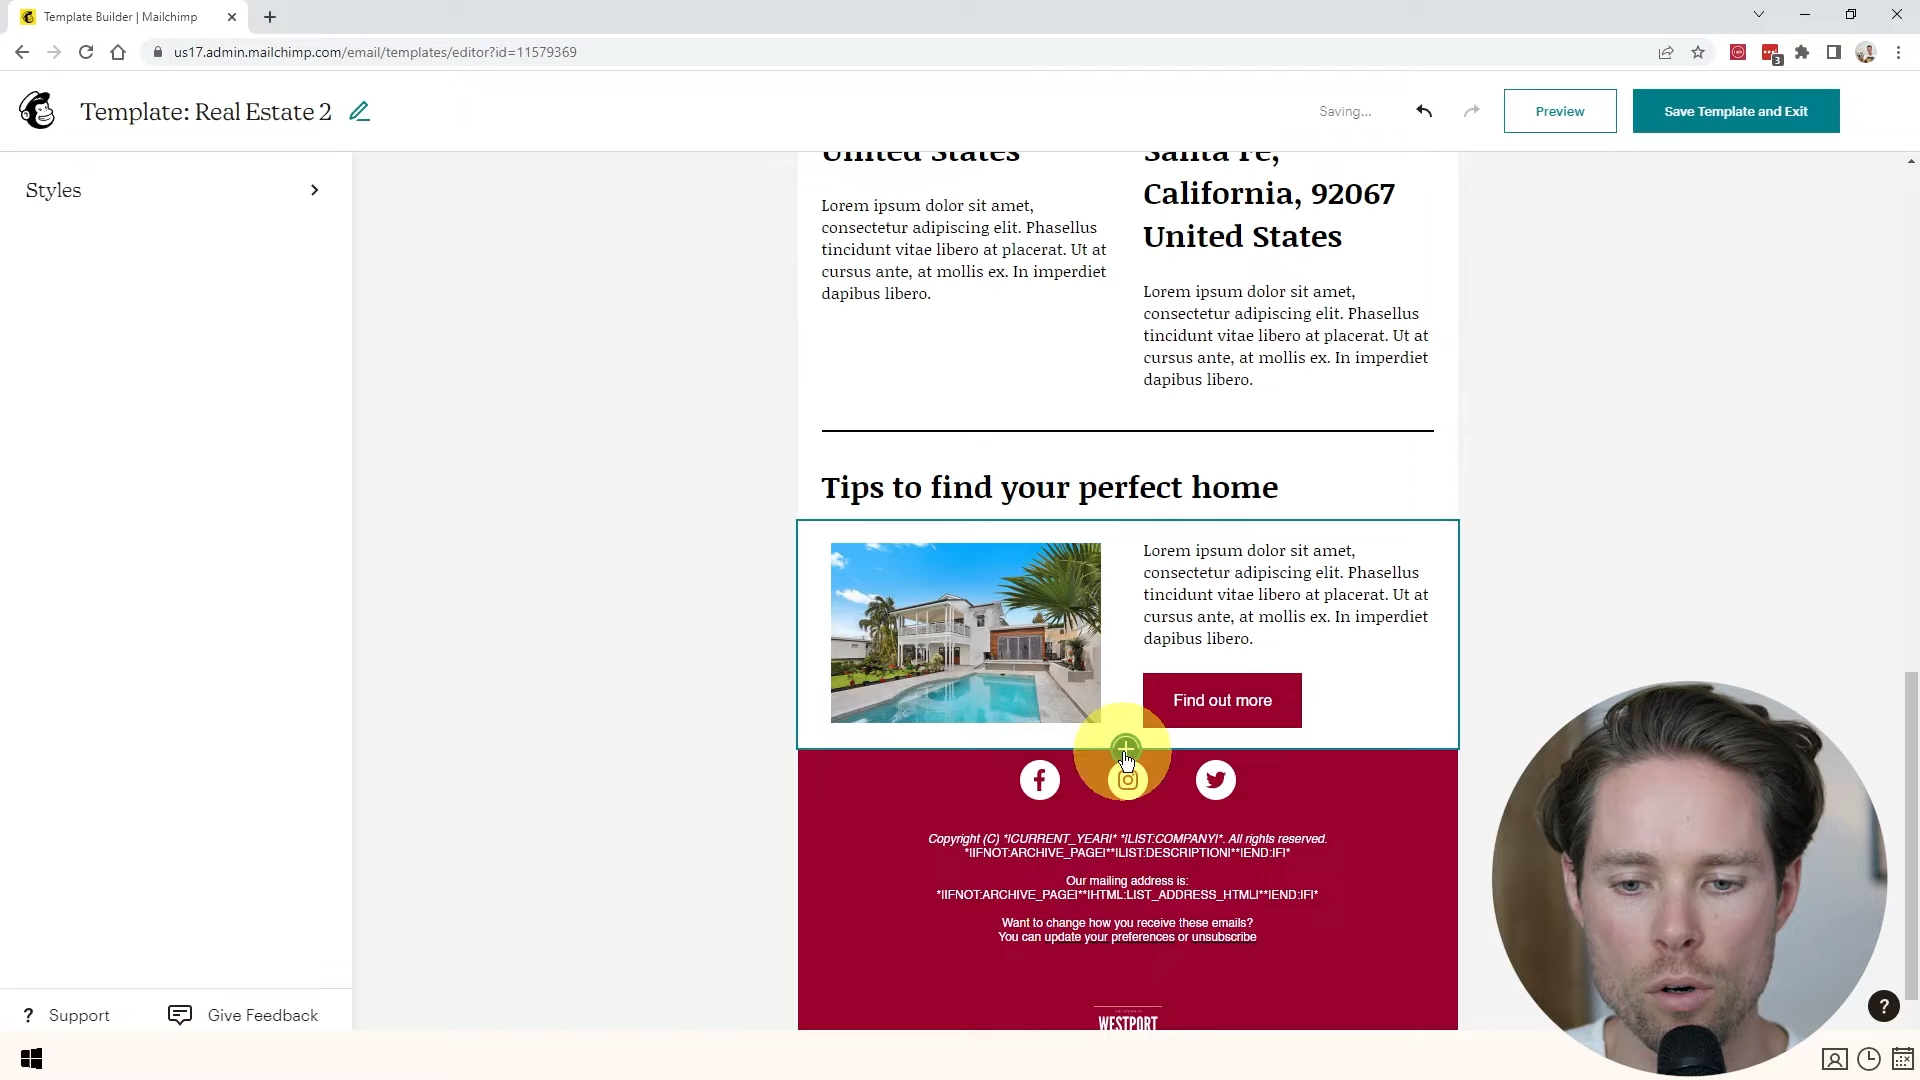 Template Builder | Mailchimp
us17.admin.mailchimp.com/email/templates/editor?id=11579369
3
Template: Real Estate 2
Saving...
Preview
Save Template and Exit
Styles
United States
Lorem ipsum dolor sit amet,
consectetur adipiscing elit. Phasellus
tincidunt vitae libero at placerat. Ut at
cursus ante, at mollis ex. In imperdiet
dapibus libero.
Santa Fe,
California, 92067
United States
Lorem ipsum dolor sit amet,
consectetur adipiscing elit. Phasellus
tincidunt vitae libero at placerat. Ut at
cursus ante, at mollis ex. In imperdiet
dapibus libero.
Tips to find your perfect home
Lorem ipsum dolor sit amet,
consectetur adipiscing elit. Phasellus
tincidunt vitae libero at placerat. Ut at
cursus ante, at mollis ex. In imperdiet
dapibus libero.
Find out more
Copyright (C) *|CURRENT_YEAR|* *|LIST:COMPANY|*. All rights reserved.
*|IFNOT:ARCHIVE_PAGE|**|LIST:DESCRIPTION|**|END:IF|*
Our mailing address is:
*|IFNOT:ARCHIVE_PAGE|**|HTML:LIST_ADDRESS_HTML|**|END:IF|*
Want to change how you receive these emails?
You can update your preferences or unsubscribe
WESTPORT
? Support
Give Feedback
?